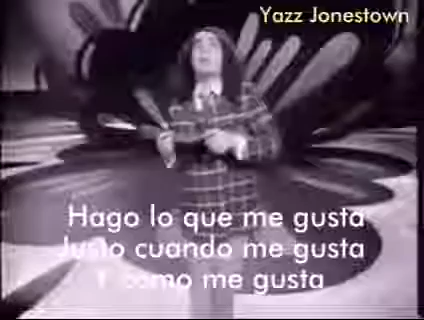 Yazz Jonestown
Hago lo que me gusta
Justo cuando me gusta
Y como me gusta